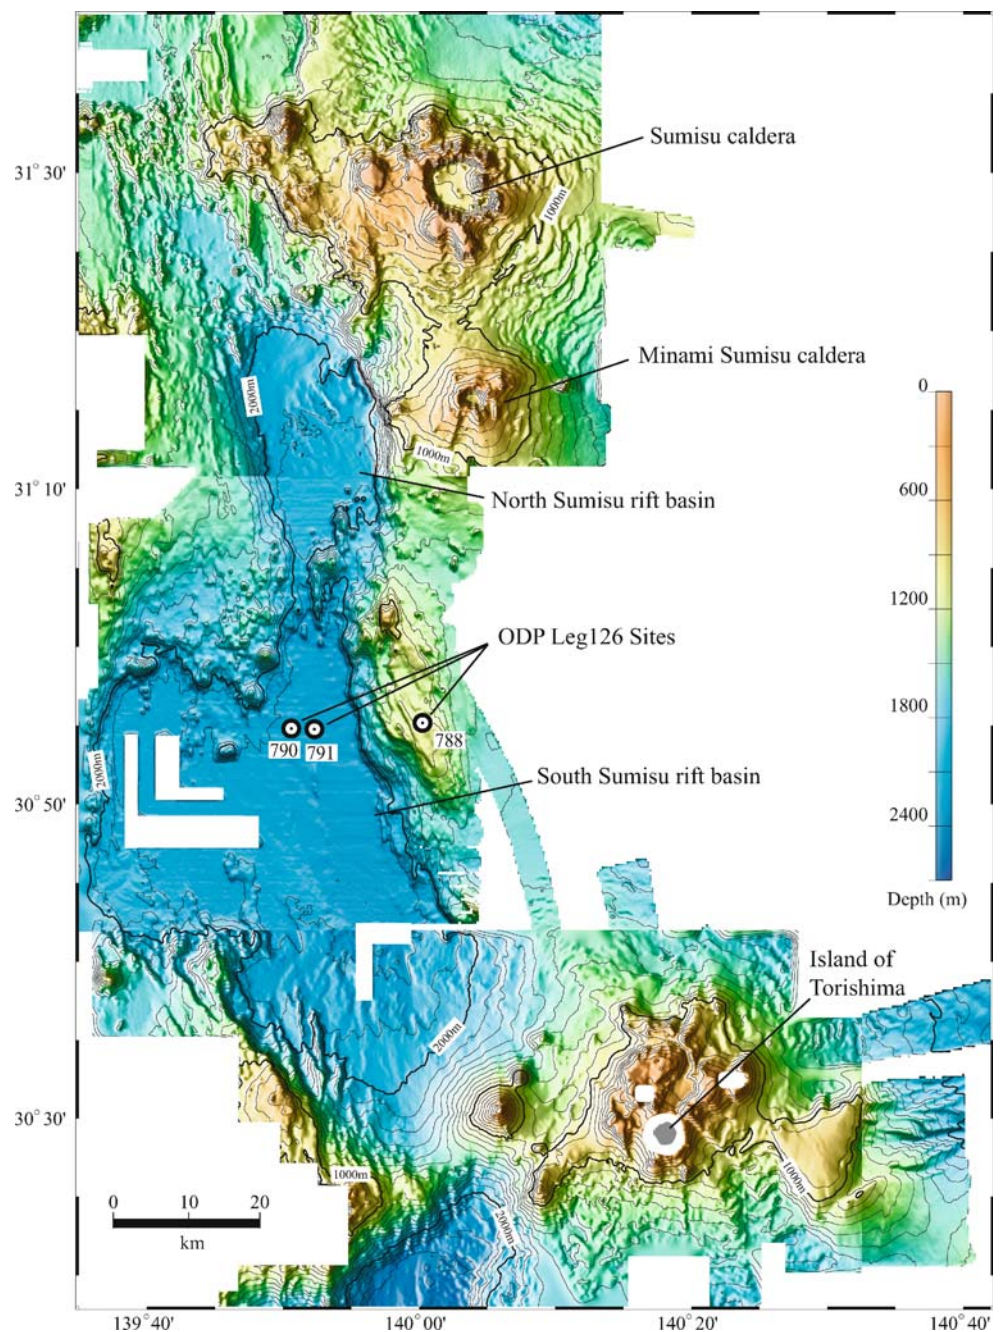 Sumisu caldera
31°30'
1000m
Minami Sumisu caldera
2000m
0
1000m
North Sumisu rift basin
31°10'
600
1200
ODP Leg126 Sites
1800
790
791
788
2000m
South Sumisu rift basin
30°50'
2400
Depth (m)
Island of
Torishima
2000m
30°30'
1000m
1000m
0
20
2000m
km
139°40'
140°00'
140°20'
140°40'